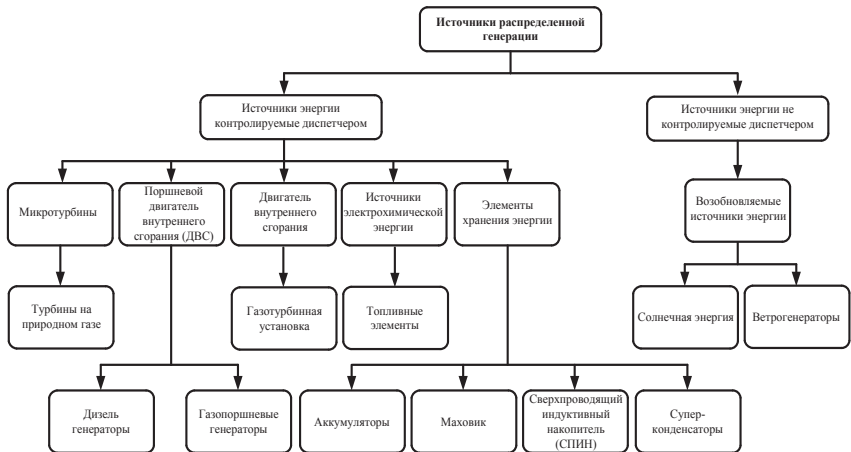 Источники распределенной
генерации
Источники энергии
контролируемые диспетчером
Источники энергии не
контролируемые диспетчером
Микротурбины
Поршневой
двигатель
внутреннего
сгорания (ДВС)
Двигатель
внутреннего
сгорания
Источники
электрохимической
энергии
Элементы
хранения энергии
Возобновляемые
источники энергии
Турбины на
природном газе
Газотурбинная
установка
Топливные
элементы
Солнечная энергия
Ветрогенераторы
Дизель
генераторы
Газопоршневые
генераторы
Аккумуляторы
Маховик
Сверхпроводящий
индуктивный
накопитель
(СПИН)
Супер-
конденсаторы